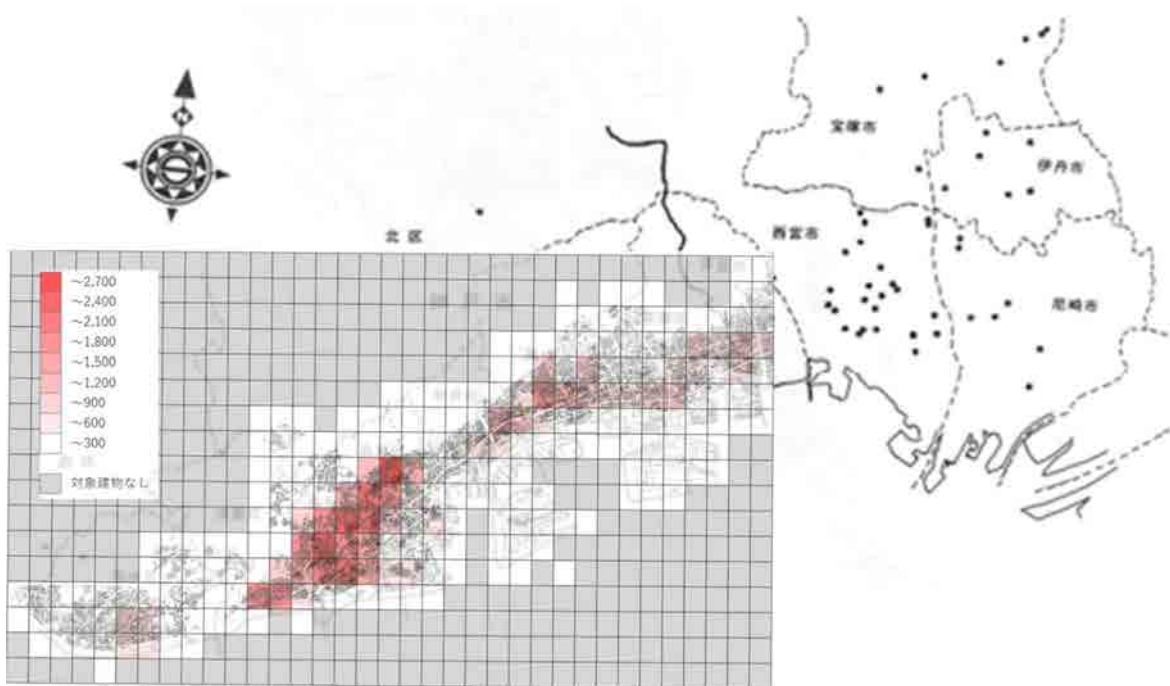 宝塚市
伊丹市
西宮市
北区
尼崎市
N
～2,700
～2,400
～2,100
～1,800
～1,500
～1,200
～900
～600
～300
対象建物なし